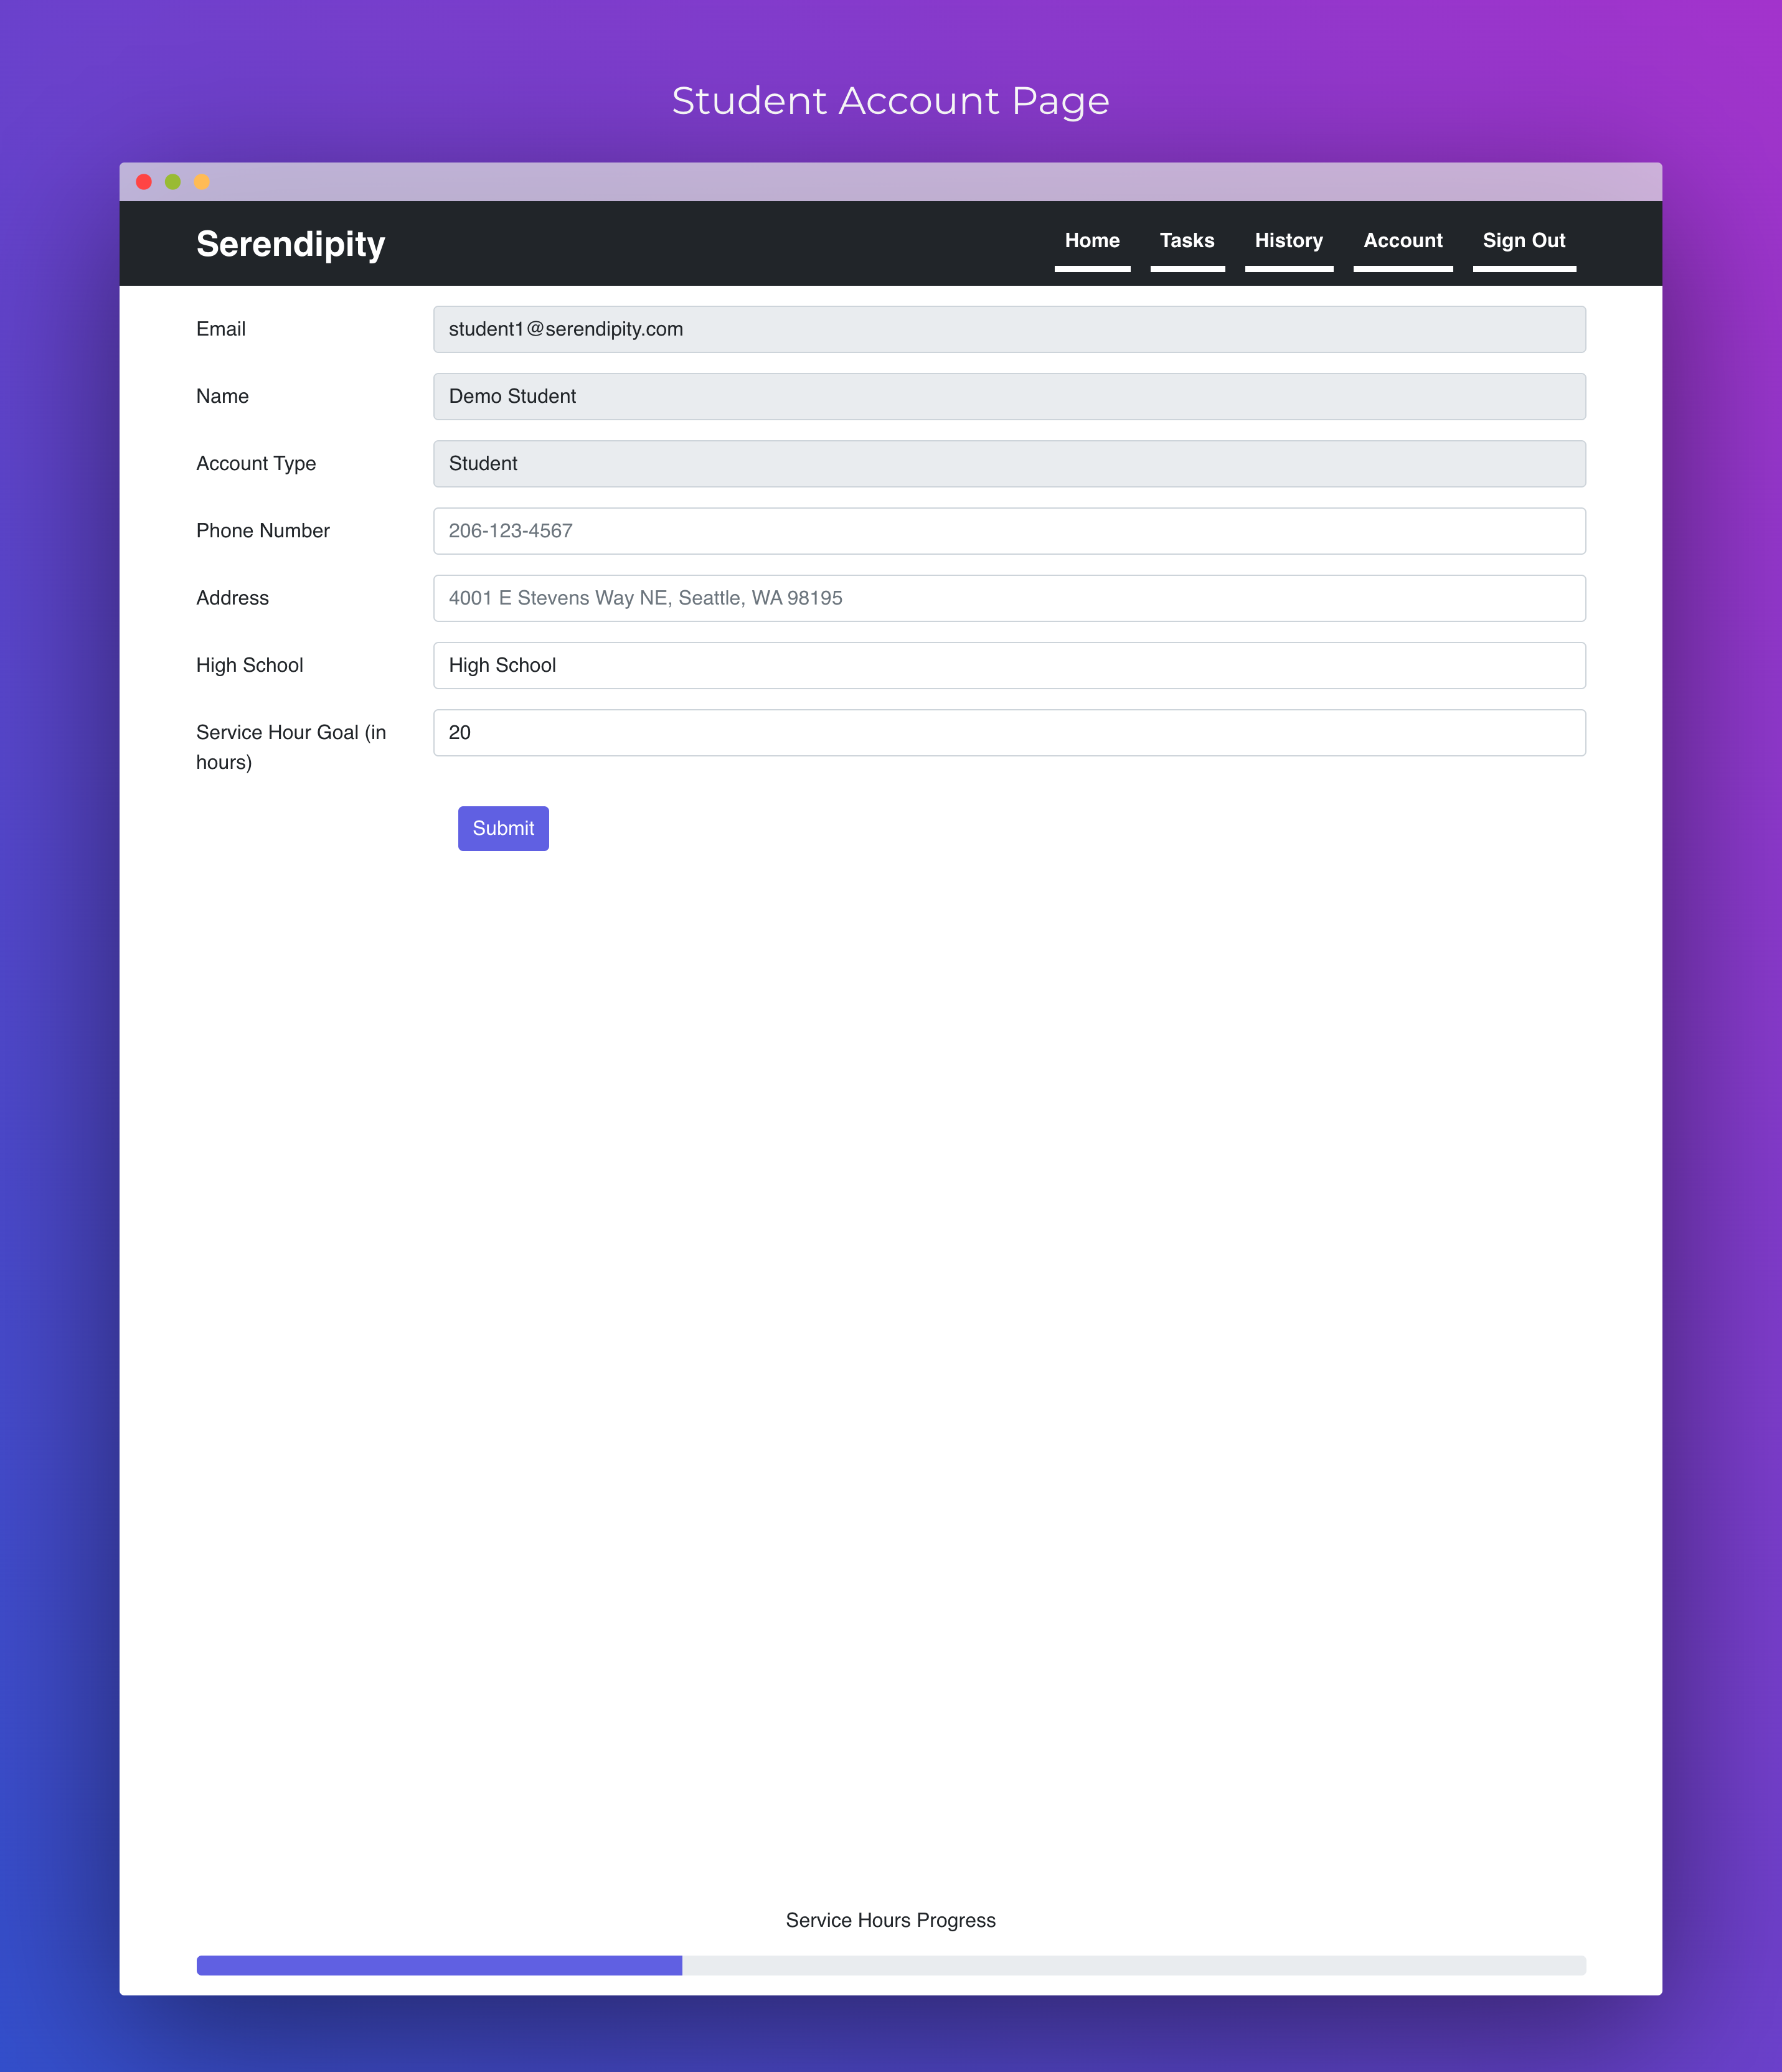 Student Account Page
Serendipity
Home Tasks History Account Sign Out
Email student1@serendipity.com
Name Demo Student
Account Type Student
Phone Number 206-123-4567
Address 4001 E Stevens Way NE, Seattle, WA 98195
High School High School
Service Hour Goal (in 20
hours)
Submit
Service Hours Progress